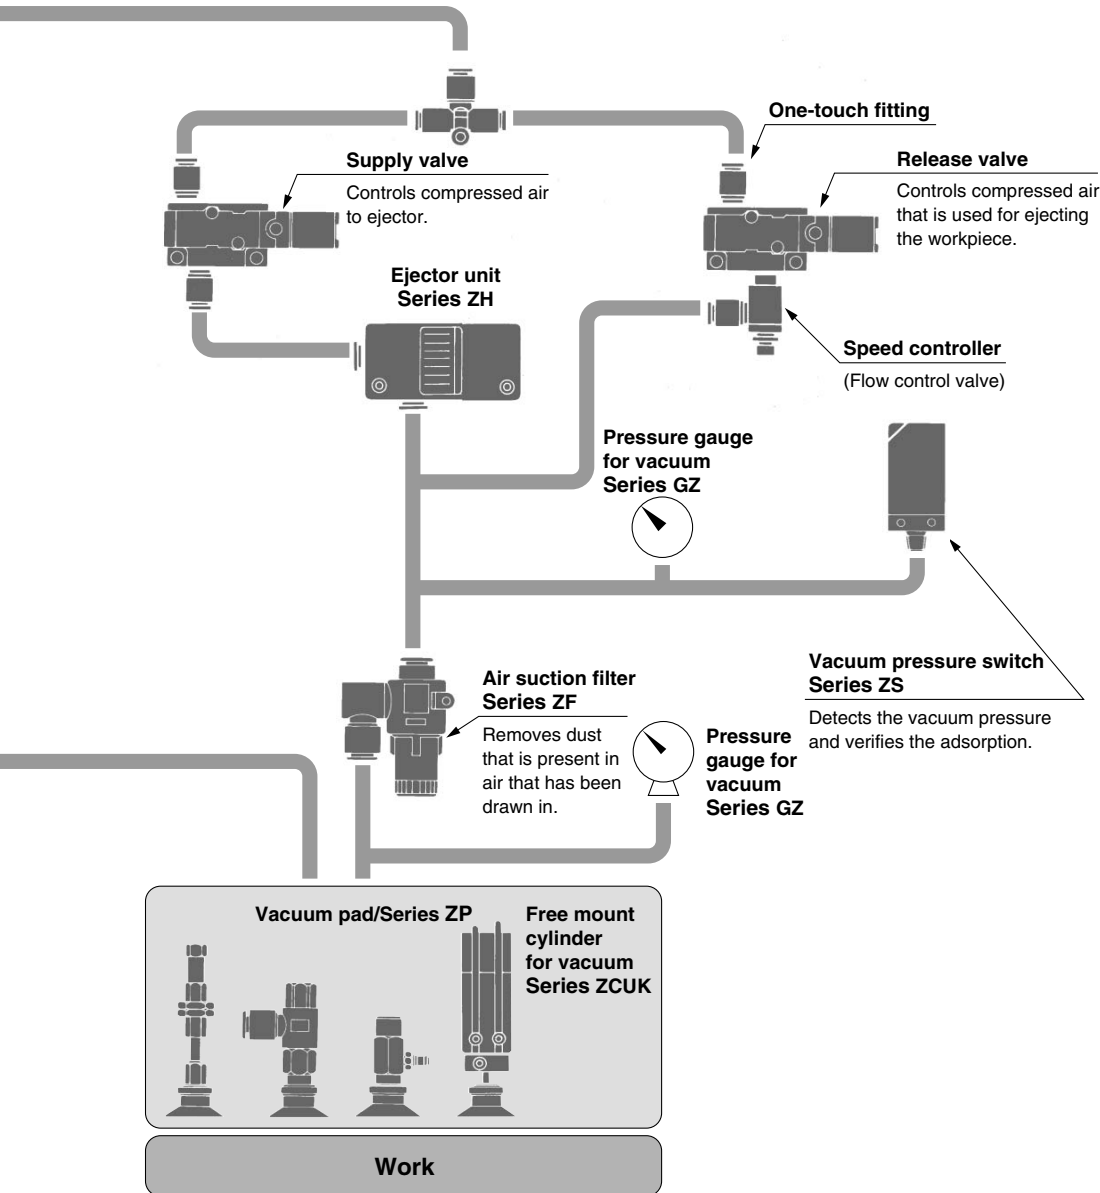 One-touch fitting
Supply valve
Controls compressed air
to ejector.
Release valve
Controls compressed air
that is used for ejecting
the workpiece.
Ejector unit
Series ZH
Speed controller
(Flow control valve)
Pressure gauge
for vacuum
Series GZ
Vacuum pressure switch
Series ZS
Detects the vacuum pressure
and verifies the adsorption.
Air suction filter
Series ZF
Removes dust
that is present in
air that has been
drawn in.
Pressure
gauge for
vacuum
Series GZ
Vacuum pad/Series ZP
Free mount
cylinder
for vacuum
Series ZCUK
Work